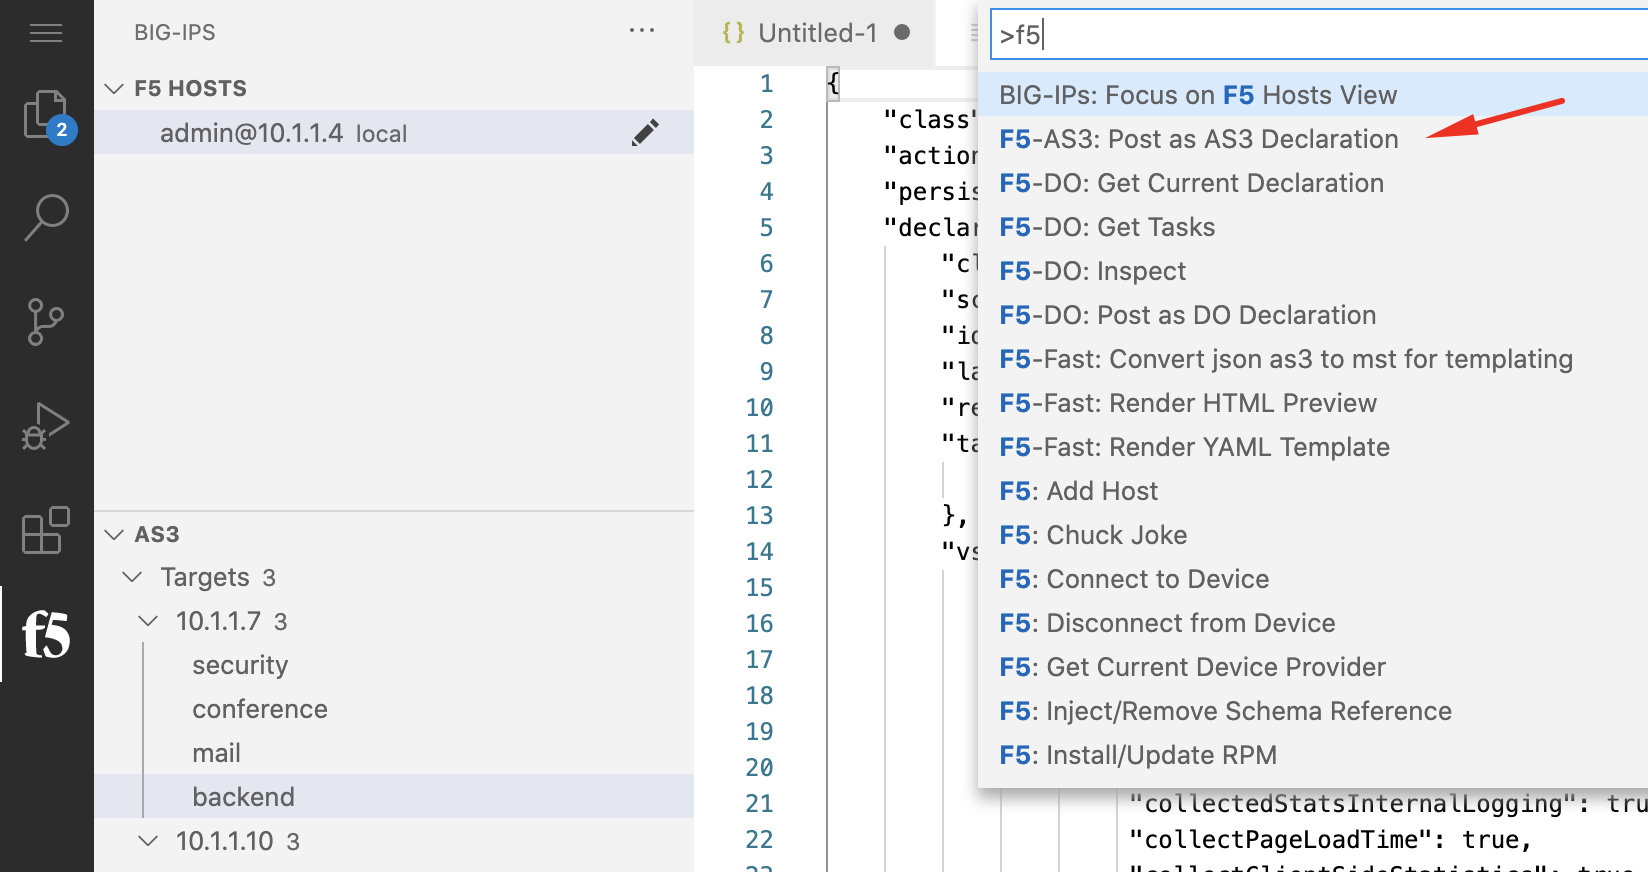 BIG-IPS
F5 HOSTS
admin@10.1.1.4 local
2
AS3
Targets 3
10.1.1.7 3
security
conference
mail
backend
10.1.1.10 3
f5
{} Untitled-1
>f5
BIG-IPs: Focus on F5 Hosts View
F5-AS3: Post as AS3 Declaration
F5-DO: Get Current Declaration
F5-DO: Get Tasks
F5-DO: Inspect
F5-DO: Post as DO Declaration
F5-Fast: Convert json as3 to mst for templating
F5-Fast: Render HTML Preview
F5-Fast: Render YAML Template
F5: Add Host
F5: Chuck Joke
F5: Connect to Device
F5: Disconnect from Device
F5: Get Current Device Provider
F5: Inject/Remove Schema Reference
F5: Install/Update RPM
1 {
2 "class"
3 "action
4 "persis
5 "declar
6 "cl
7 "sc
8 "id
9 "la
10 "re
11 "ta
12
13 },
14 "vs
15
16
17
18
19
20
21 "collectedStatsInternalLogging": tru
22 "collectPageLoadTime": true,
23 "collectClientSideStatistics": true